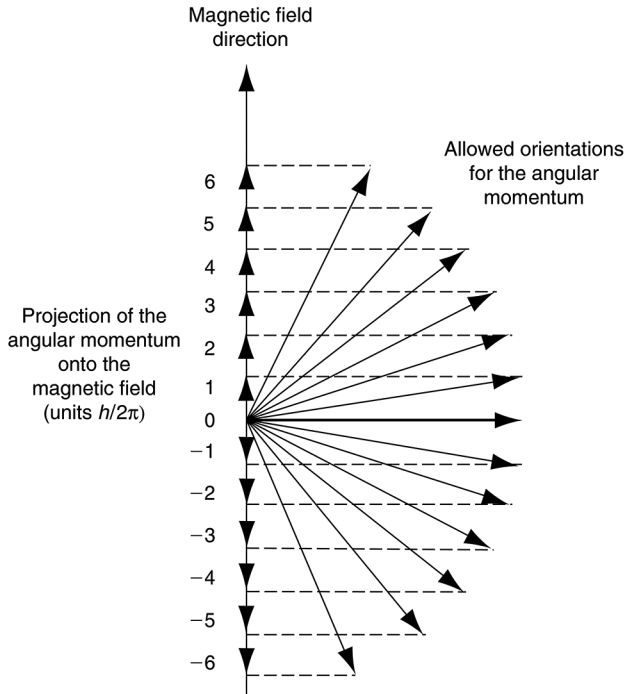 Magnetic field
direction
Allowed orientations
for the angular
momentum
6
5
4
3
2
1
0
−1
−2
−3
−4
−5
−6
Projection of the
angular momentum
onto the
magnetic field
(units h/2π)